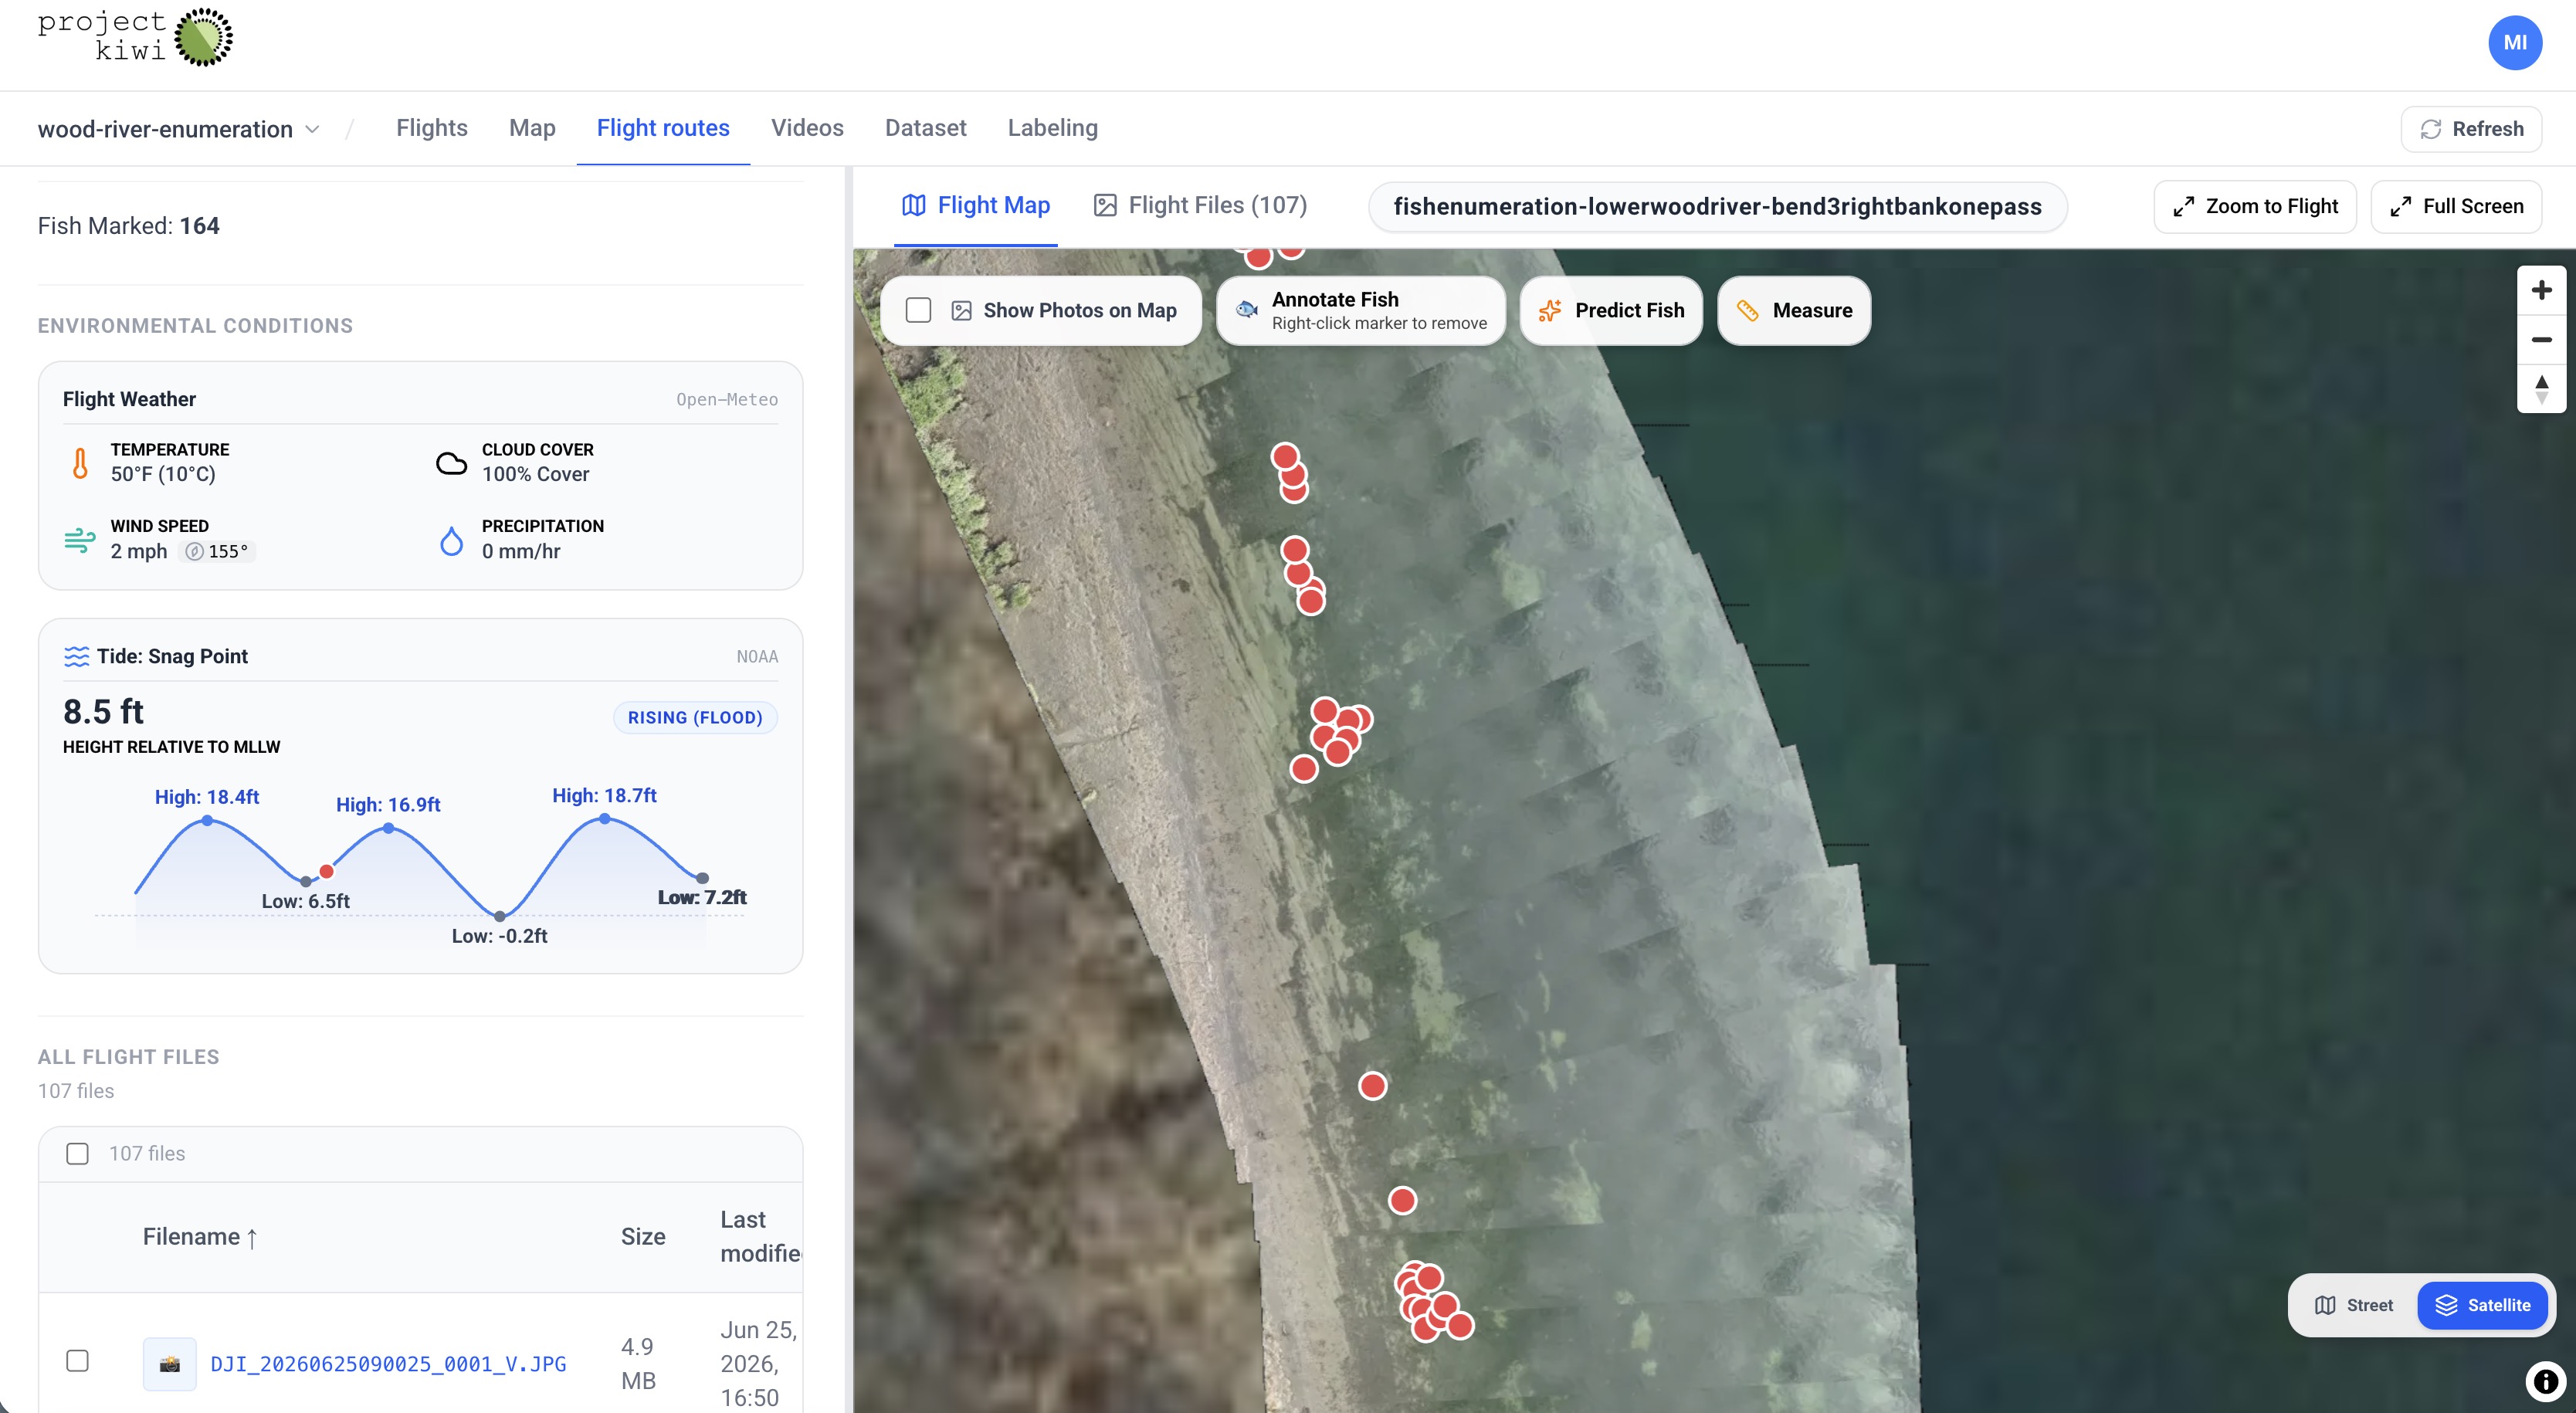 project
kiwi
MI
wood-river-enumeration / Flights Map Flight routes Videos Dataset Labeling Refresh
Fish Marked: 164
ENVIRONMENTAL CONDITIONS
Flight Weather Open-Meteo
TEMPERATURE
50°F (10°C)
CLOUD COVER
100% Cover
WIND SPEED
2 mph 155°
PRECIPITATION
0 mm/hr
Tide: Snag Point NOAA
8.5 ft
RISING (FLOOD)
HEIGHT RELATIVE TO MLLW
High: 18.4ft
High: 16.9ft
High: 18.7ft
Low: 6.5ft
Low: 7.2ft
Low: -0.2ft
ALL FLIGHT FILES
107 files
107 files
Filename ↑ Size Last
modifie
DJI_20260625090025_0001_V.JPG
4.9
MB
Jun 25,
2026,
16:50
Flight Map Flight Files (107) fishenumeration-lowerwoodriver-bend3rightbankonepass Zoom to Flight Full Screen
Show Photos on Map
Annotate Fish
Right-click marker to remove
Predict Fish
Measure
Street Satellite